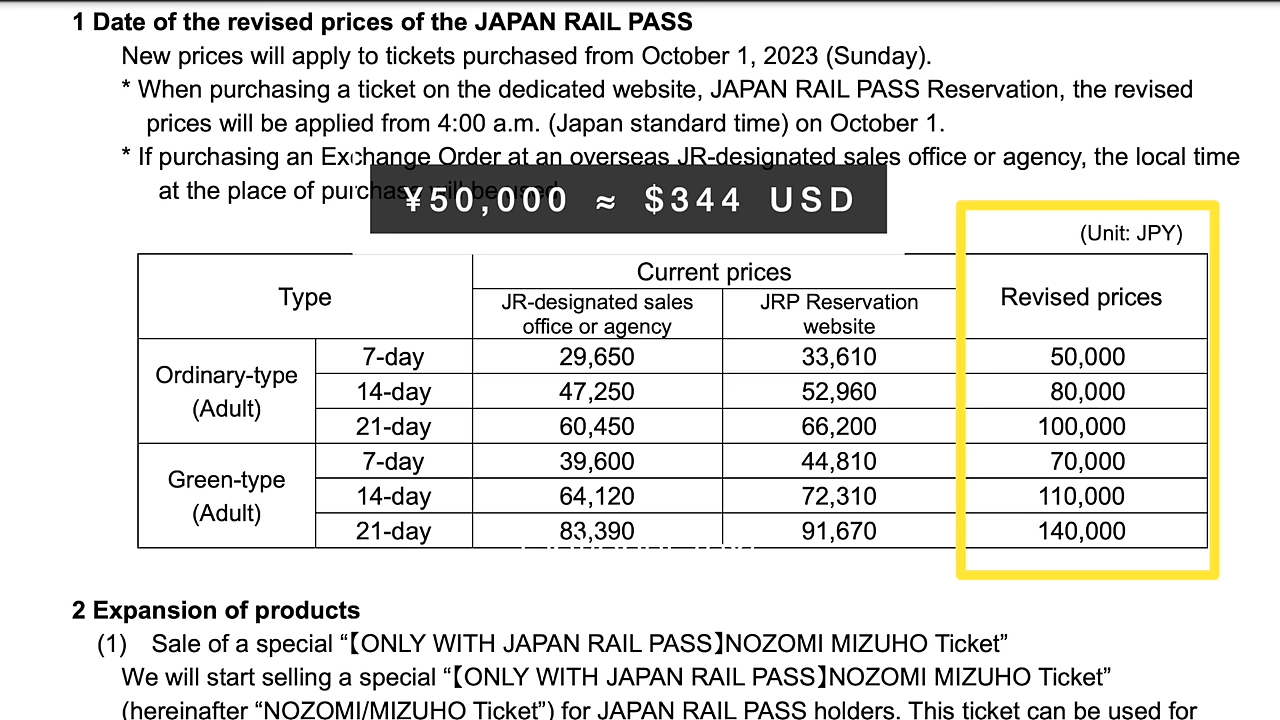 1 Date of the revised prices of the JAPAN RAIL PASS
New prices will apply to tickets purchased from October 1, 2023 (Sunday).
* When purchasing a ticket on the dedicated website, JAPAN RAIL PASS Reservation, the revised
prices will be applied from 4:00 a.m. (Japan standard time) on October 1.
* If purchasing an Exchange Order at an overseas JR-designated sales office or agency, the local time
at the place of purchase will be used
¥50,000 ≈ $344 USD
(Unit: JPY)
Type
Current prices
Revised prices
JR-designated sales
office or agency
JRP Reservation
website
Ordinary-type
(Adult)
7-day 29,650 33,610 50,000
14-day 47,250 52,960 80,000
21-day 60,450 66,200 100,000
Green-type
(Adult)
7-day 39,600 44,810 70,000
14-day 64,120 72,310 110,000
21-day 83,390 91,670 140,000
2 Expansion of products
(1) Sale of a special “【ONLY WITH JAPAN RAIL PASS】NOZOMI MIZUHO Ticket”
We will start selling a special “【ONLY WITH JAPAN RAIL PASS】NOZOMI MIZUHO Ticket”
(hereinafter “NOZOMI/MIZUHO Ticket”) for JAPAN RAIL PASS holders. This ticket can be used for